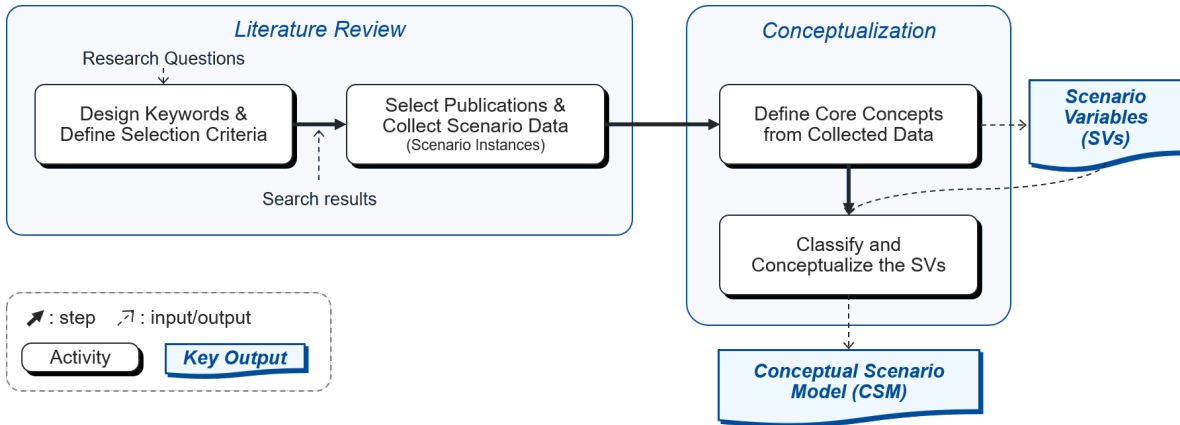 Literature Review
Research Questions
Design Keywords &
Define Selection Criteria
Select Publications &
Collect Scenario Data
(Scenario Instances)
Search results
Conceptualization
Define Core Concepts
from Collected Data
Scenario
Variables
(SVs)
Classify and
Conceptualize the SVs
Conceptual Scenario
Model (CSM)
: step
: input/output
Activity
Key Output